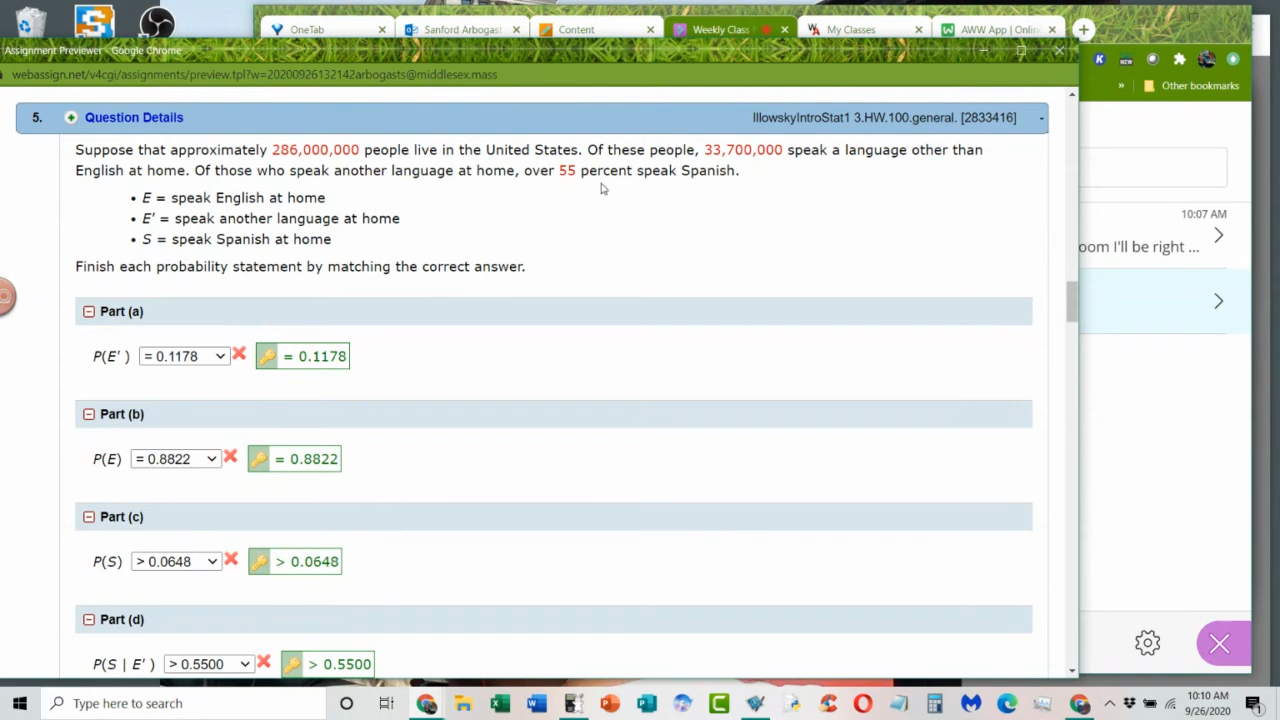 OneTab
Sanford Arbogast
Content
Weekly Class
My Classes
AWW App | Onlin
Assignment Previewer - Google Chrome
webassign.net/v4cgi/assignments/preview.tpl?w=20200926132142arbogasts@middlesex.mass
NEW
» Other bookmarks
5. Question Details IllowskyIntroStat1 3.HW.100.general. [2833416] -
Suppose that approximately 286,000,000 people live in the United States. Of these people, 33,700,000 speak a language other than
English at home. Of those who speak another language at home, over 55 percent speak Spanish.
• E = speak English at home
• E′ = speak another language at home
• S = speak Spanish at home
Finish each probability statement by matching the correct answer.
Part (a)
P(E′ ) = 0.1178 = 0.1178
Part (b)
P(E) = 0.8822 = 0.8822
Part (c)
P(S) > 0.0648 > 0.0648
Part (d)
P(S | E′ ) > 0.5500 > 0.5500
10:07 AM
oom I'll be right ...
Type here to search
10:10 AM
9/26/2020